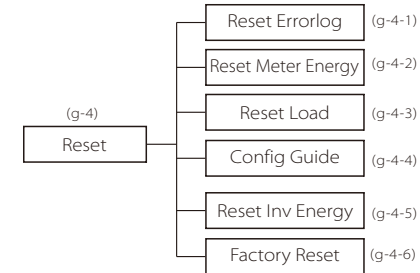 Reset Errorlog (g-4-1)
Reset Meter Energy (g-4-2)
Reset Load (g-4-3)
(g-4)
Reset
Config Guide (g-4-4)
Reset Inv Energy (g-4-5)
Factory Reset (g-4-6)